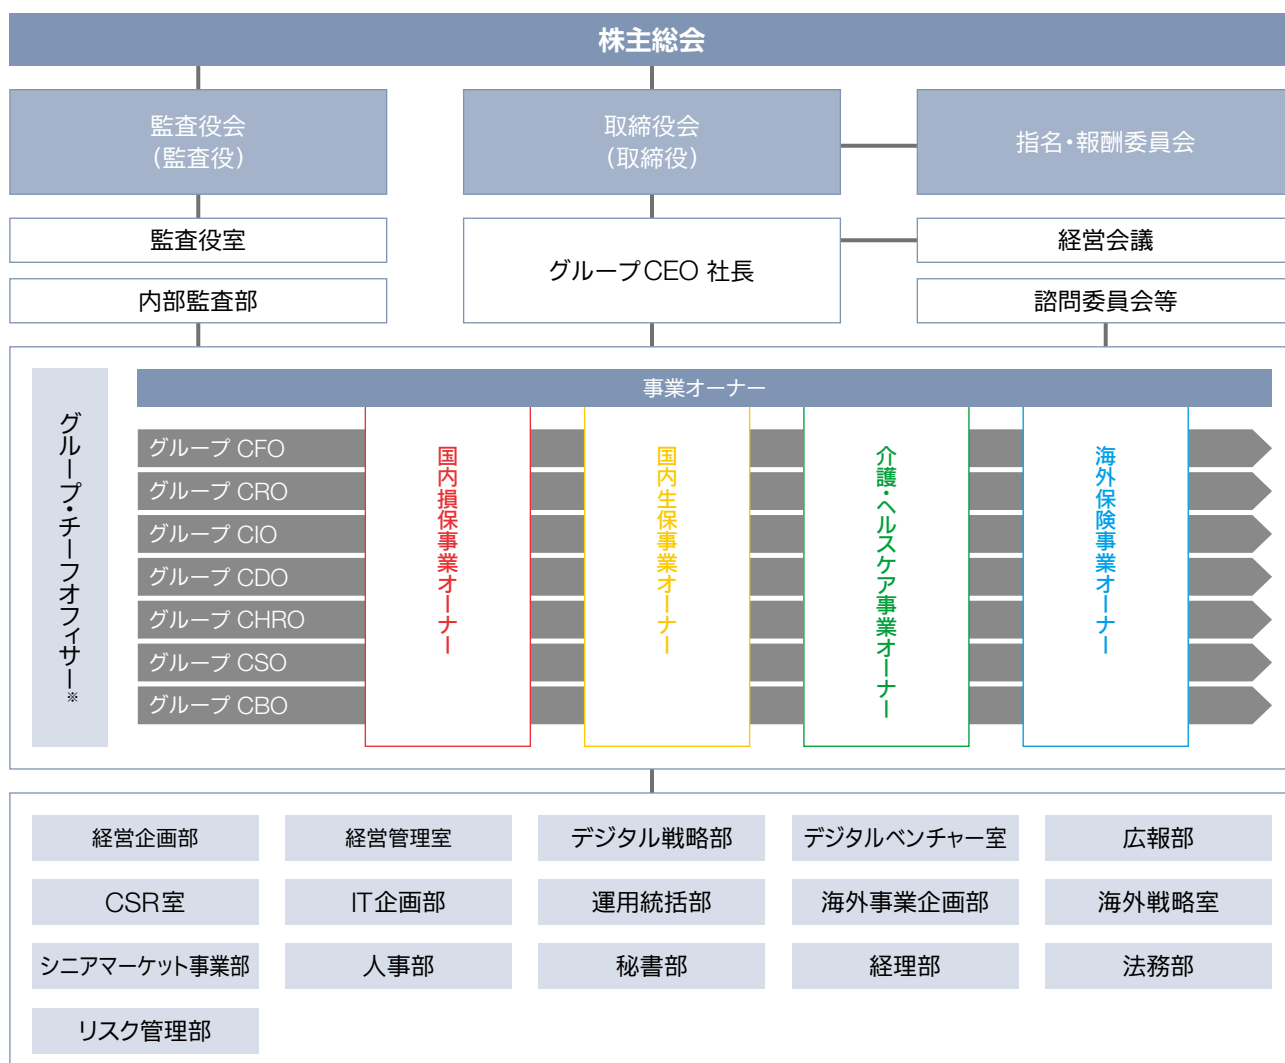 株主総会
監査役会
（監査役）
取締役会
（取締役）
指名・報酬委員会
監査役室
グループCEO 社長
経営会議
内部監査部
諮問委員会等
グループ・チーフオフィサー※
事業オーナー
グループ CFO
グループ CRO
グループ CIO
グループ CDO
グループ CHRO
グループ CSO
グループ CBO
国内損保事業オーナー
国内生保事業オーナー
介護・ヘルスケア事業オーナー
海外保険事業オーナー
経営企画部
経営管理室
デジタル戦略部
デジタルベンチャー室
広報部
CSR室
IT企画部
運用統括部
海外事業企画部
海外戦略室
シニアマーケット事業部
人事部
秘書部
経理部
法務部
リスク管理部